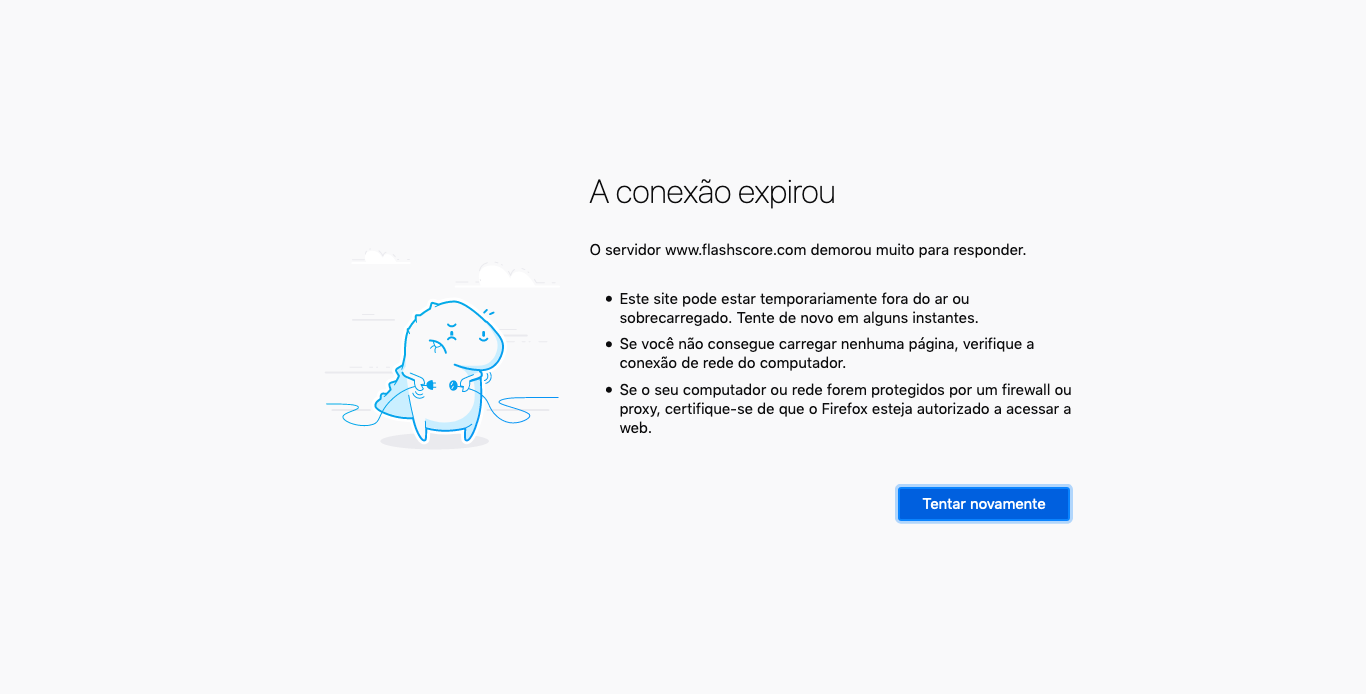 A conexão expirou
O servidor www.flashscore.com demorou muito para responder.
Este site pode estar temporariamente fora do ar ou
sobrecarregado. Tente de novo em alguns instantes.
Se você não consegue carregar nenhuma página, verifique a
conexão de rede do computador.
Se o seu computador ou rede forem protegidos por um firewall ou
proxy, certifique-se de que o Firefox esteja autorizado a acessar a
web.
Tentar novamente